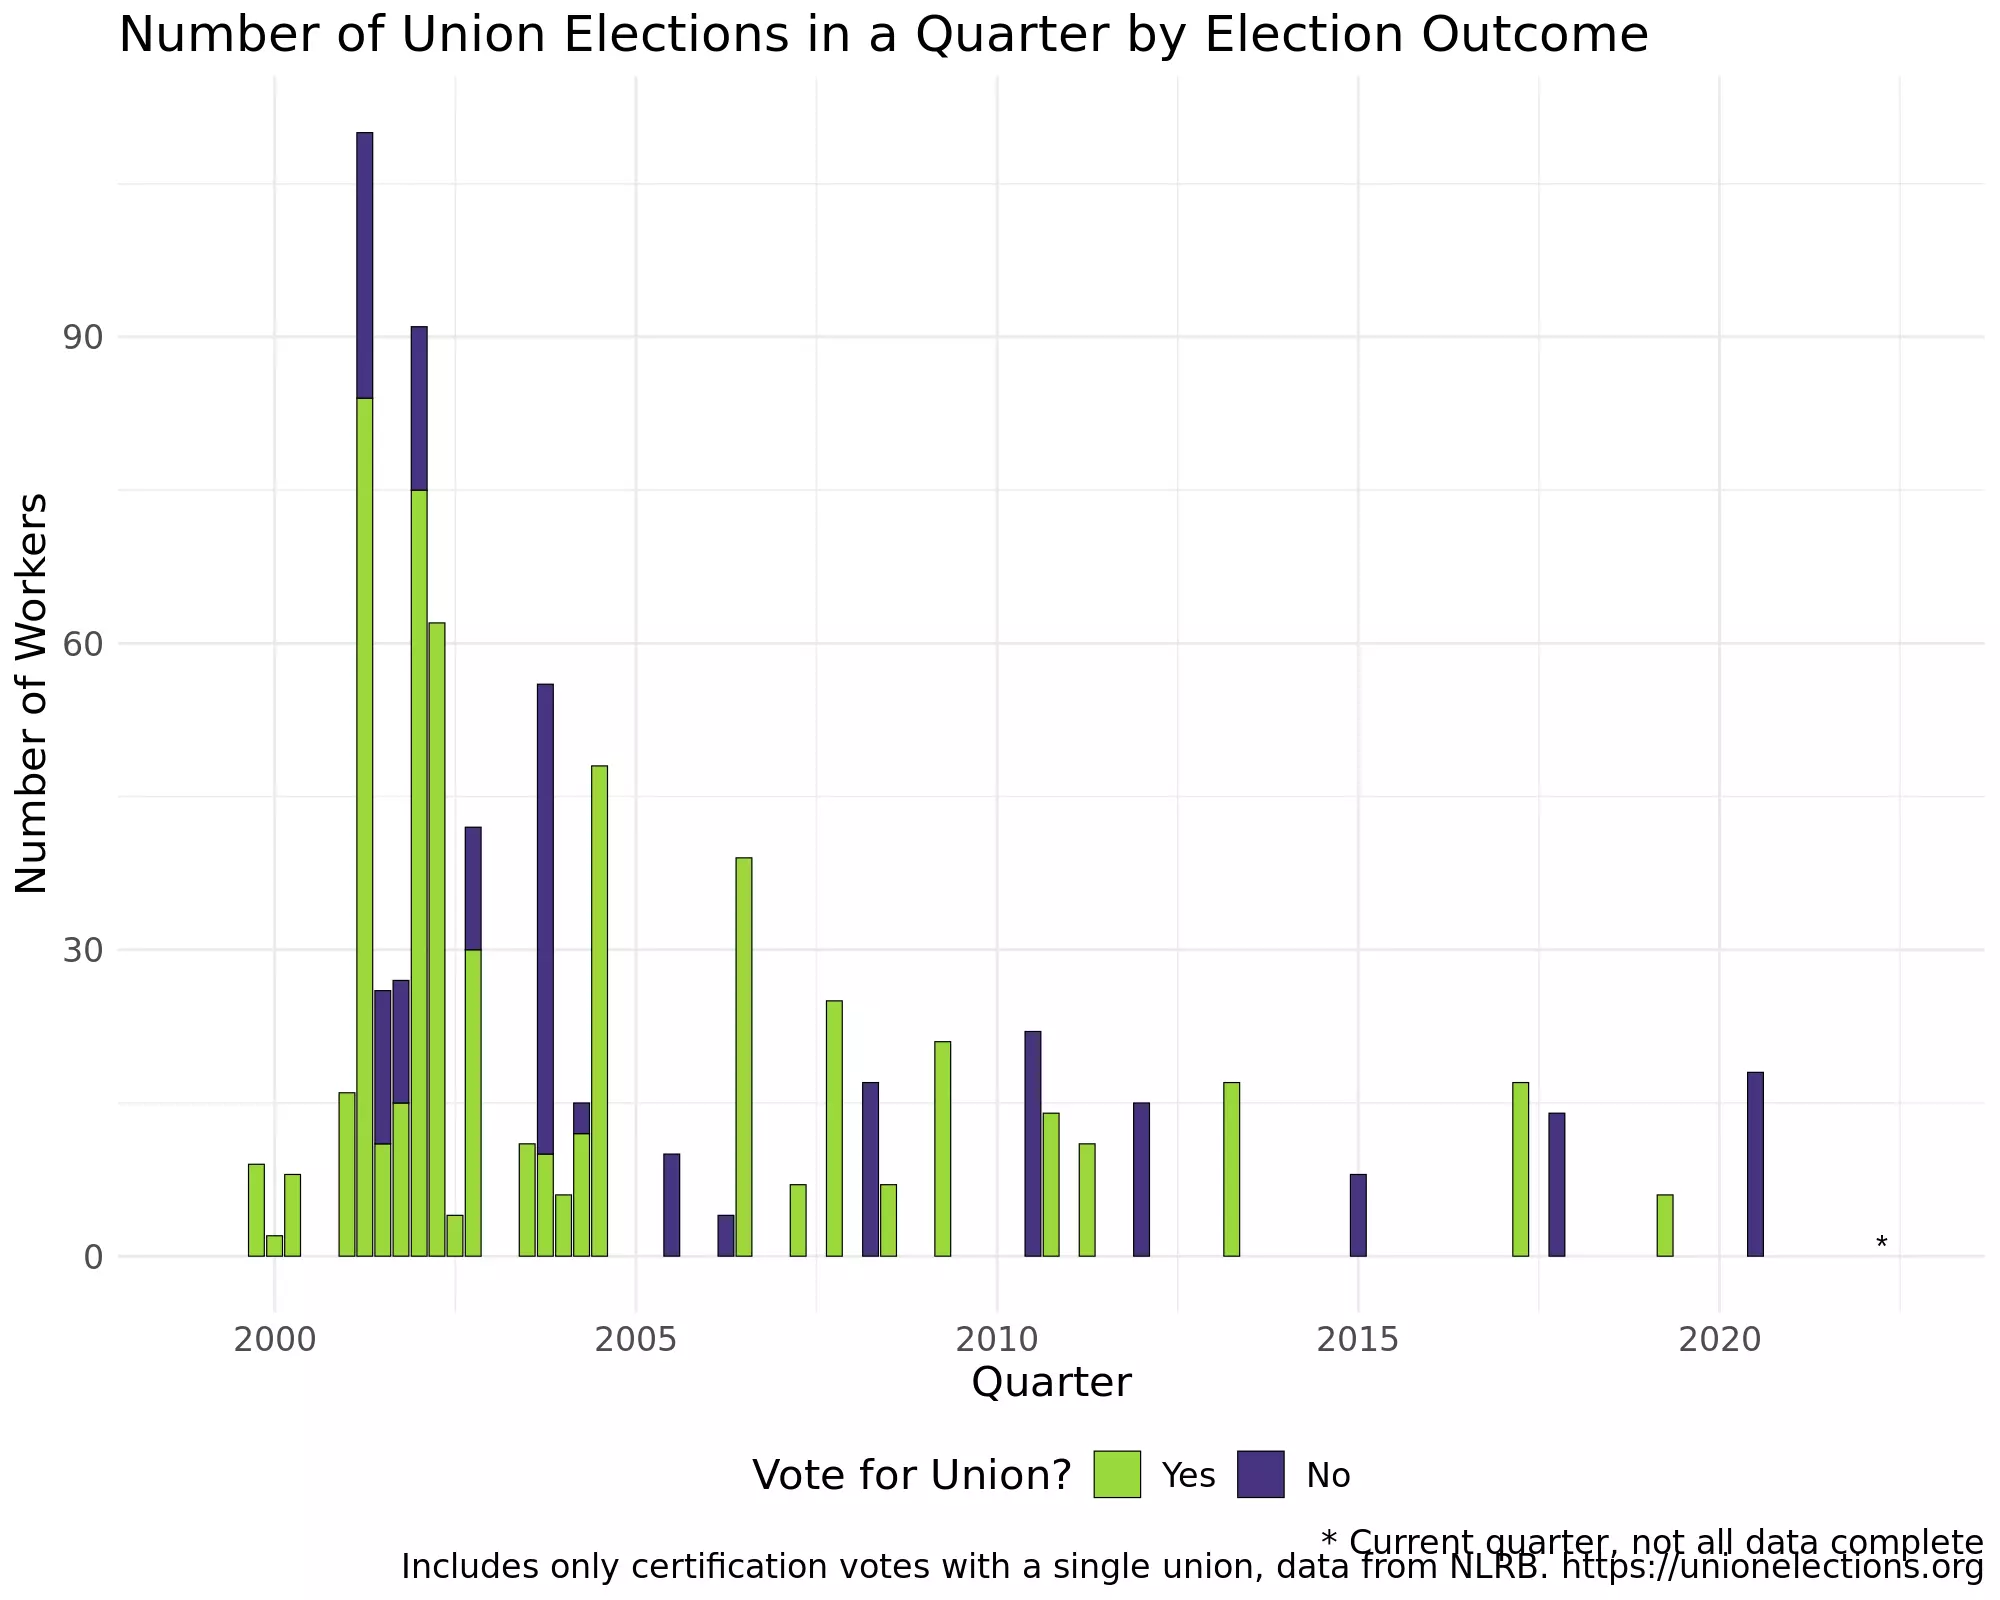 Number of Union Elections in a Quarter by Election Outcome
Number of Workers
90
60
30
0
*
2000 2005 2010 2015 2020
Quarter
Vote for Union? Yes No
* Current quarter, not all data complete
Includes only certification votes with a single union, data from NLRB. https://unionelections.org